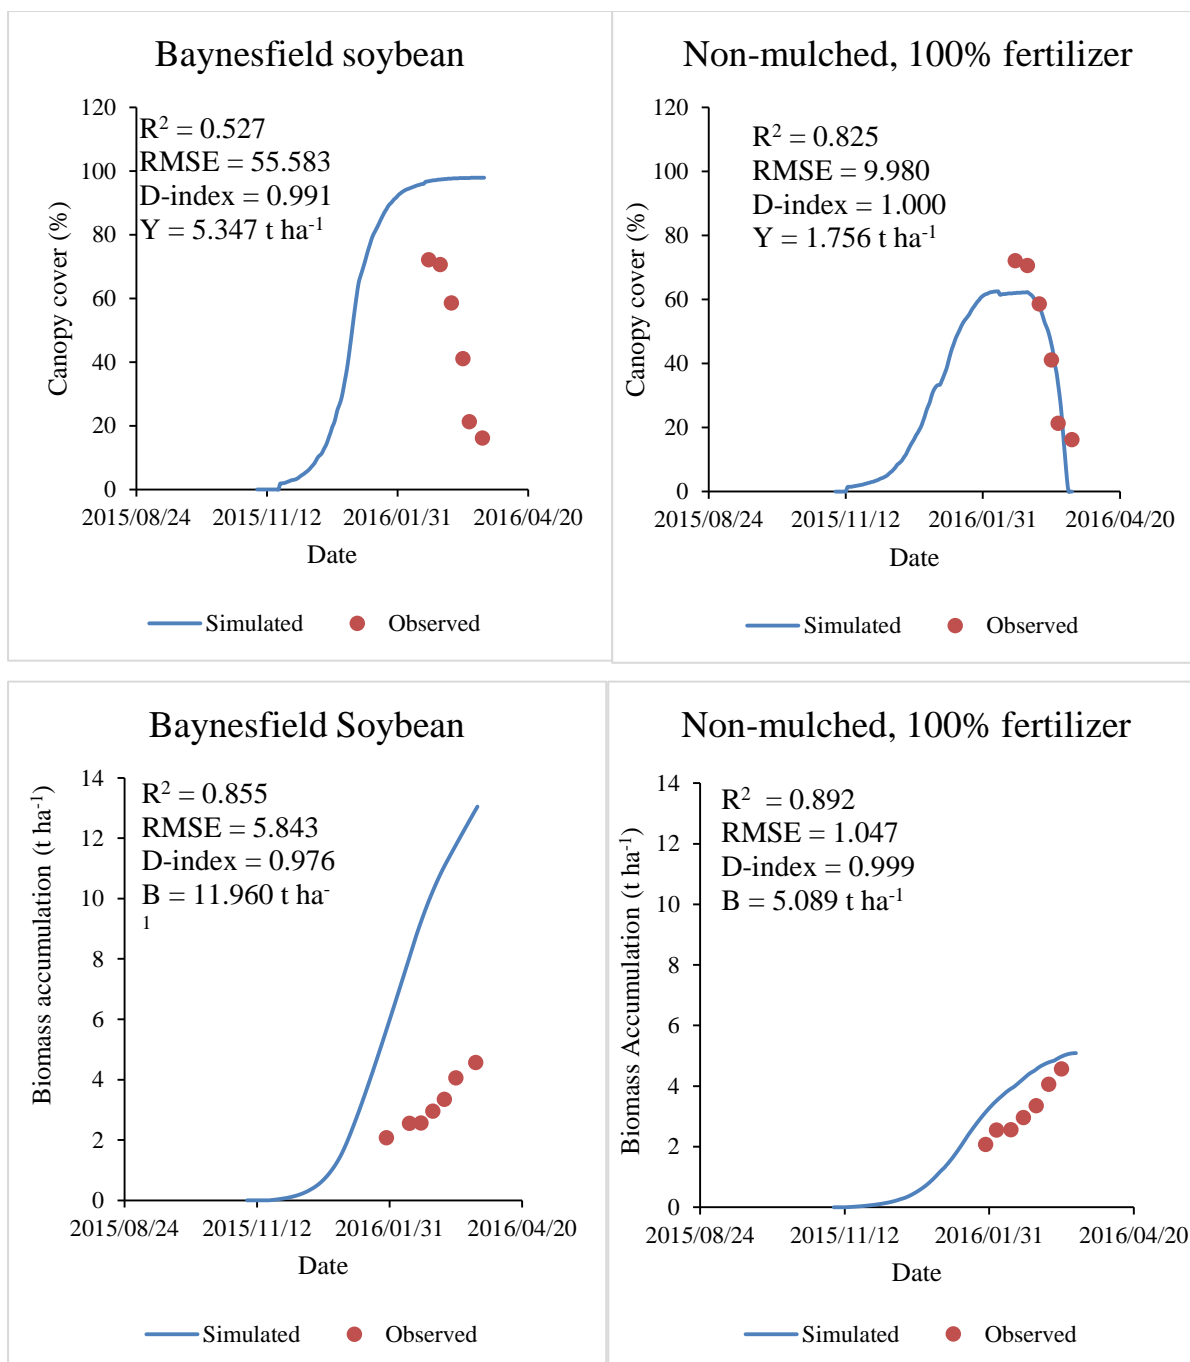 Baynesfield soybean
R² = 0.527
RMSE = 55.583
D-index = 0.991
Y = 5.347 t ha⁻¹
120
100
80
60
40
20
0
Canopy cover (%)
2015/08/24 2015/11/12 2016/01/31 2016/04/20
Date
Simulated Observed
Non-mulched, 100% fertilizer
R² = 0.825
RMSE = 9.980
D-index = 1.000
Y = 1.756 t ha⁻¹
120
100
80
60
40
20
0
Canopy cover (%)
2015/08/24 2015/11/12 2016/01/31 2016/04/20
Date
Simulated Observed
Baynesfield Soybean
R² = 0.855
RMSE = 5.843
D-index = 0.976
B = 11.960 t ha⁻
¹
14
12
10
8
6
4
2
0
Biomass accumulation (t ha⁻¹)
2015/08/24 2015/11/12 2016/01/31 2016/04/20
Date
Simulated Observed
Non-mulched, 100% fertilizer
R² = 0.892
RMSE = 1.047
D-index = 0.999
B = 5.089 t ha⁻¹
14
12
10
8
6
4
2
0
Biomass Accumulation (t ha⁻¹)
2015/08/24 2015/11/12 2016/01/31 2016/04/20
Date
Simulated Observed